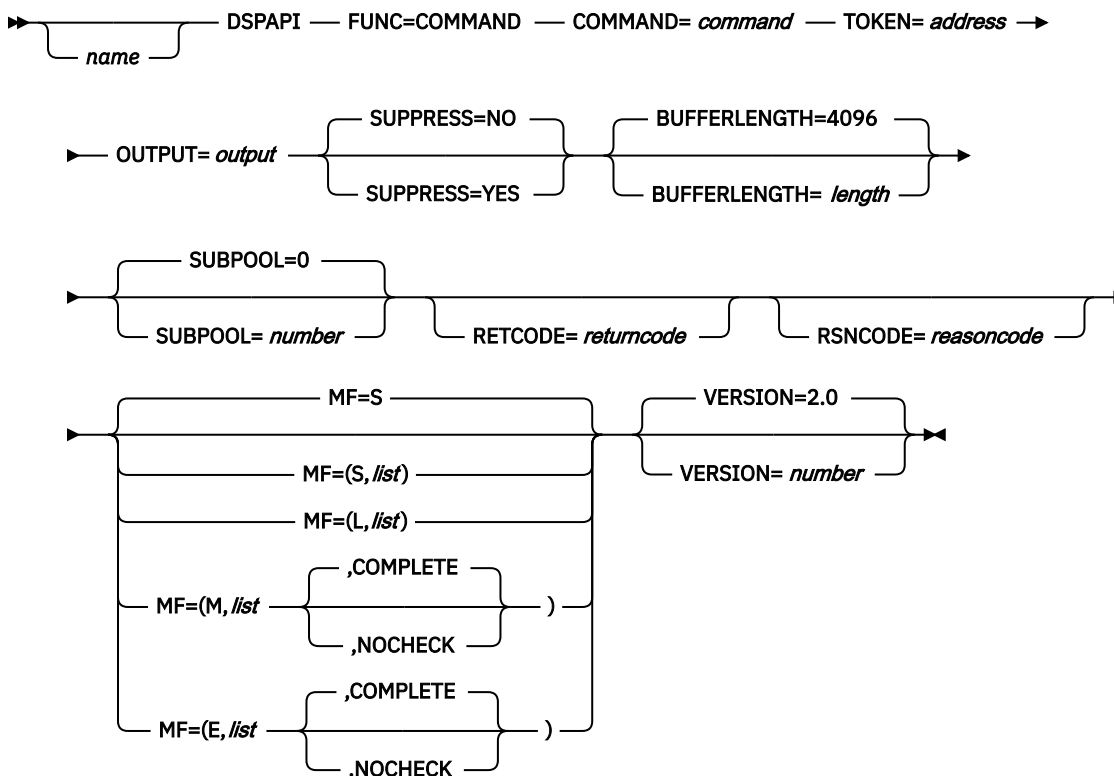 DSPAPI FUNC=COMMAND COMMAND= command TOKEN= address
name
SUPPRESS=NO BUFFERLENGTH=4096
OUTPUT= output
SUPPRESS=YES BUFFERLENGTH= length
SUBPOOL=0
SUBPOOL= number RETCODE= returncode RSNCODE= reasoncode
MF=S VERSION=2.0
MF=(S,list) VERSION= number
MF=(L,list)
,COMPLETE
MF=(M,list )
,NOCHECK
,COMPLETE
MF=(E,list )
,NOCHECK